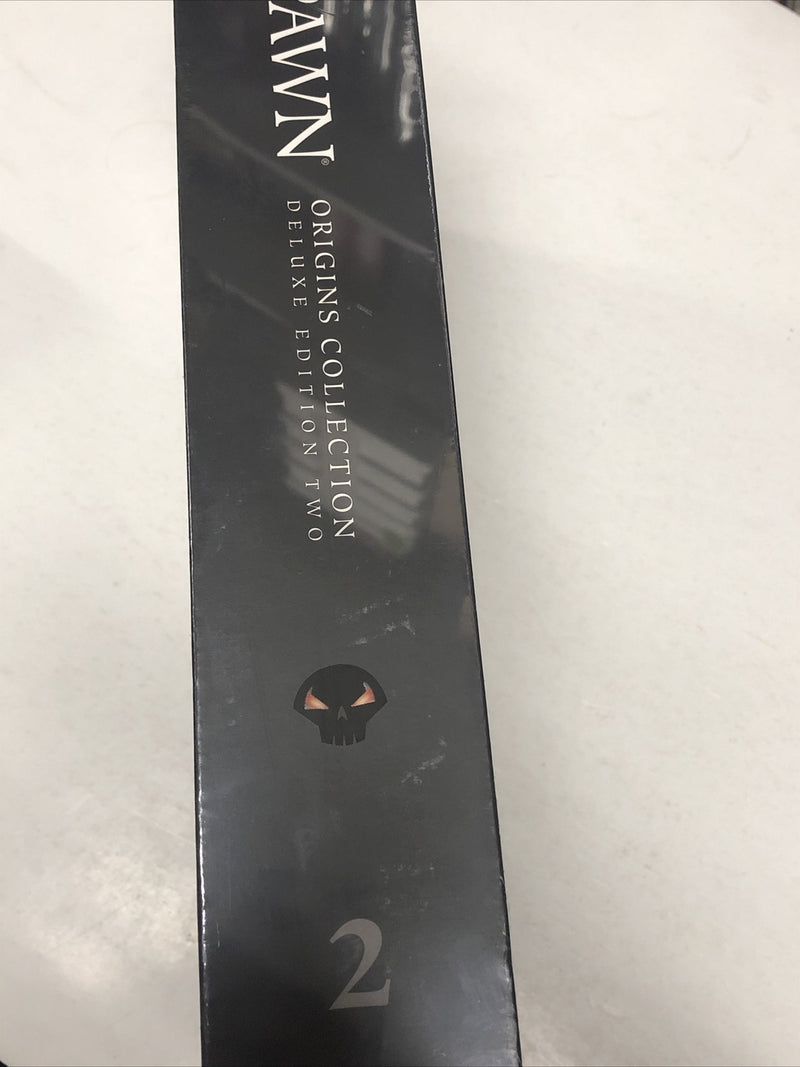 PAWN®
ORIGINS COLLECTION
DELUXE EDITION TWO
2